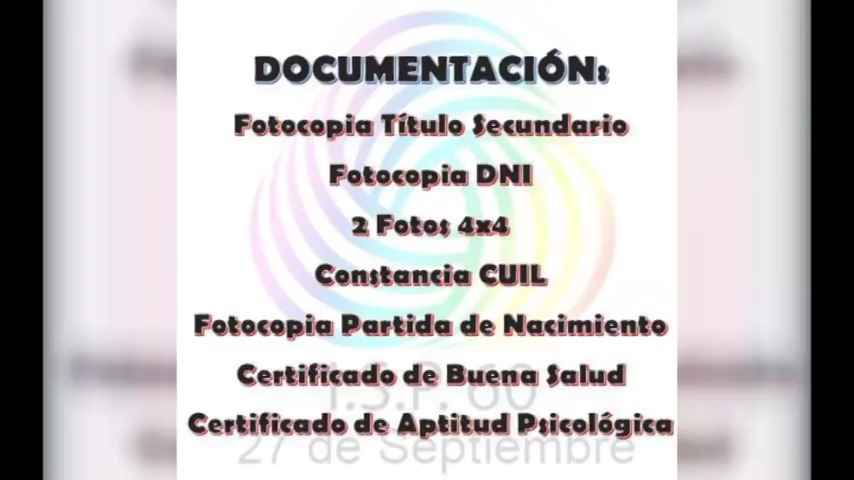 DOCUMENTACIÓN:
Fotocopia Título Secundario
Fotocopia DNI
2 Fotos 4x4
Constancia CUIL
Fotocopia Partida de Nacimiento
Certificado de Buena Salud
I.S.P. 60
Certificado de Aptitud Psicológica
27 de Septiembre